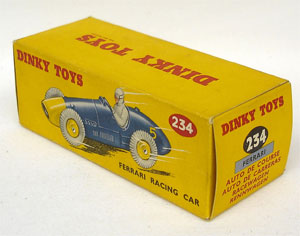 DINKY TOYS
DINKY TOYS
234
5
FERRARI RACING CAR
DINKY TOYS
234
FERRARI
AUTO DE COURSE
AUTO DE CARRERAS
RACEWAGEN
RENNWAGEN